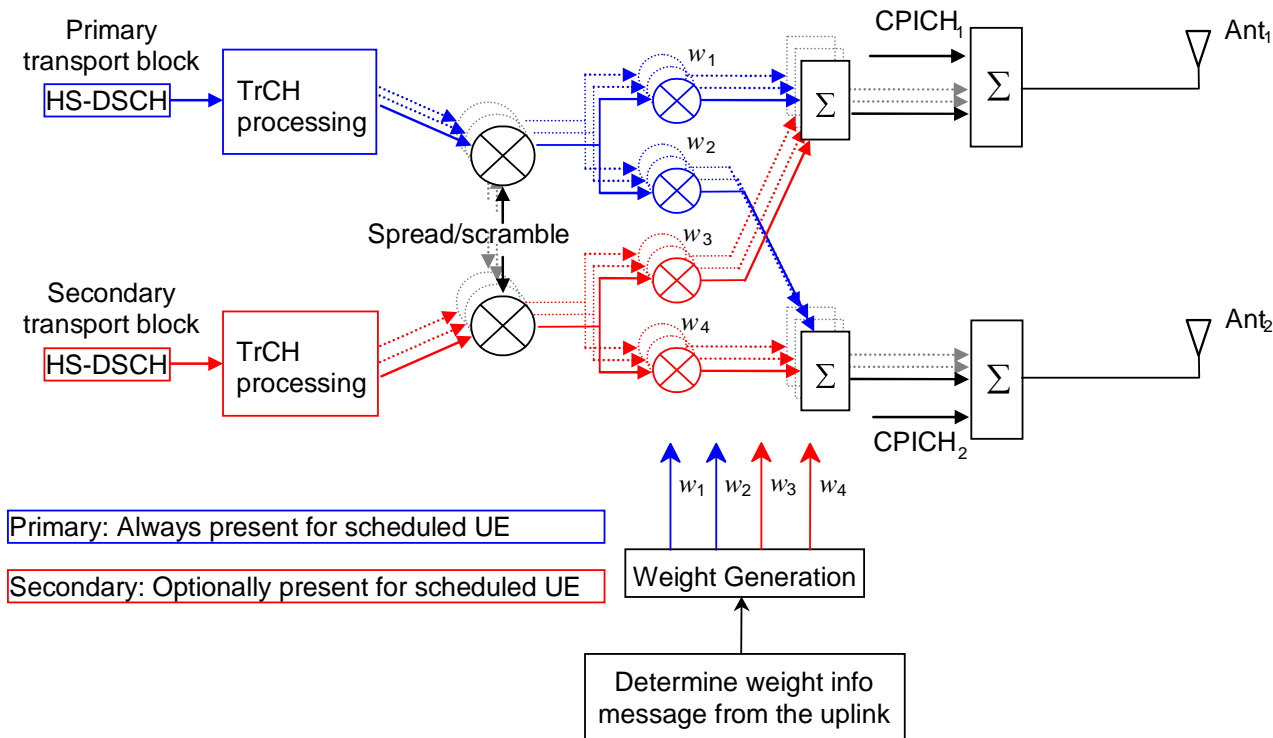 Primary
transport block
HS-DSCH
TrCH
processing
w1
w2
CPICH1
Σ
Σ
Ant1
Spread/scramble
Secondary
transport block
HS-DSCH
TrCH
processing
w3
w4
Σ
Σ
CPICH2
Ant2
w1 w2 w3 w4
Primary: Always present for scheduled UE
Secondary: Optionally present for scheduled UE
Weight Generation
Determine weight info
message from the uplink